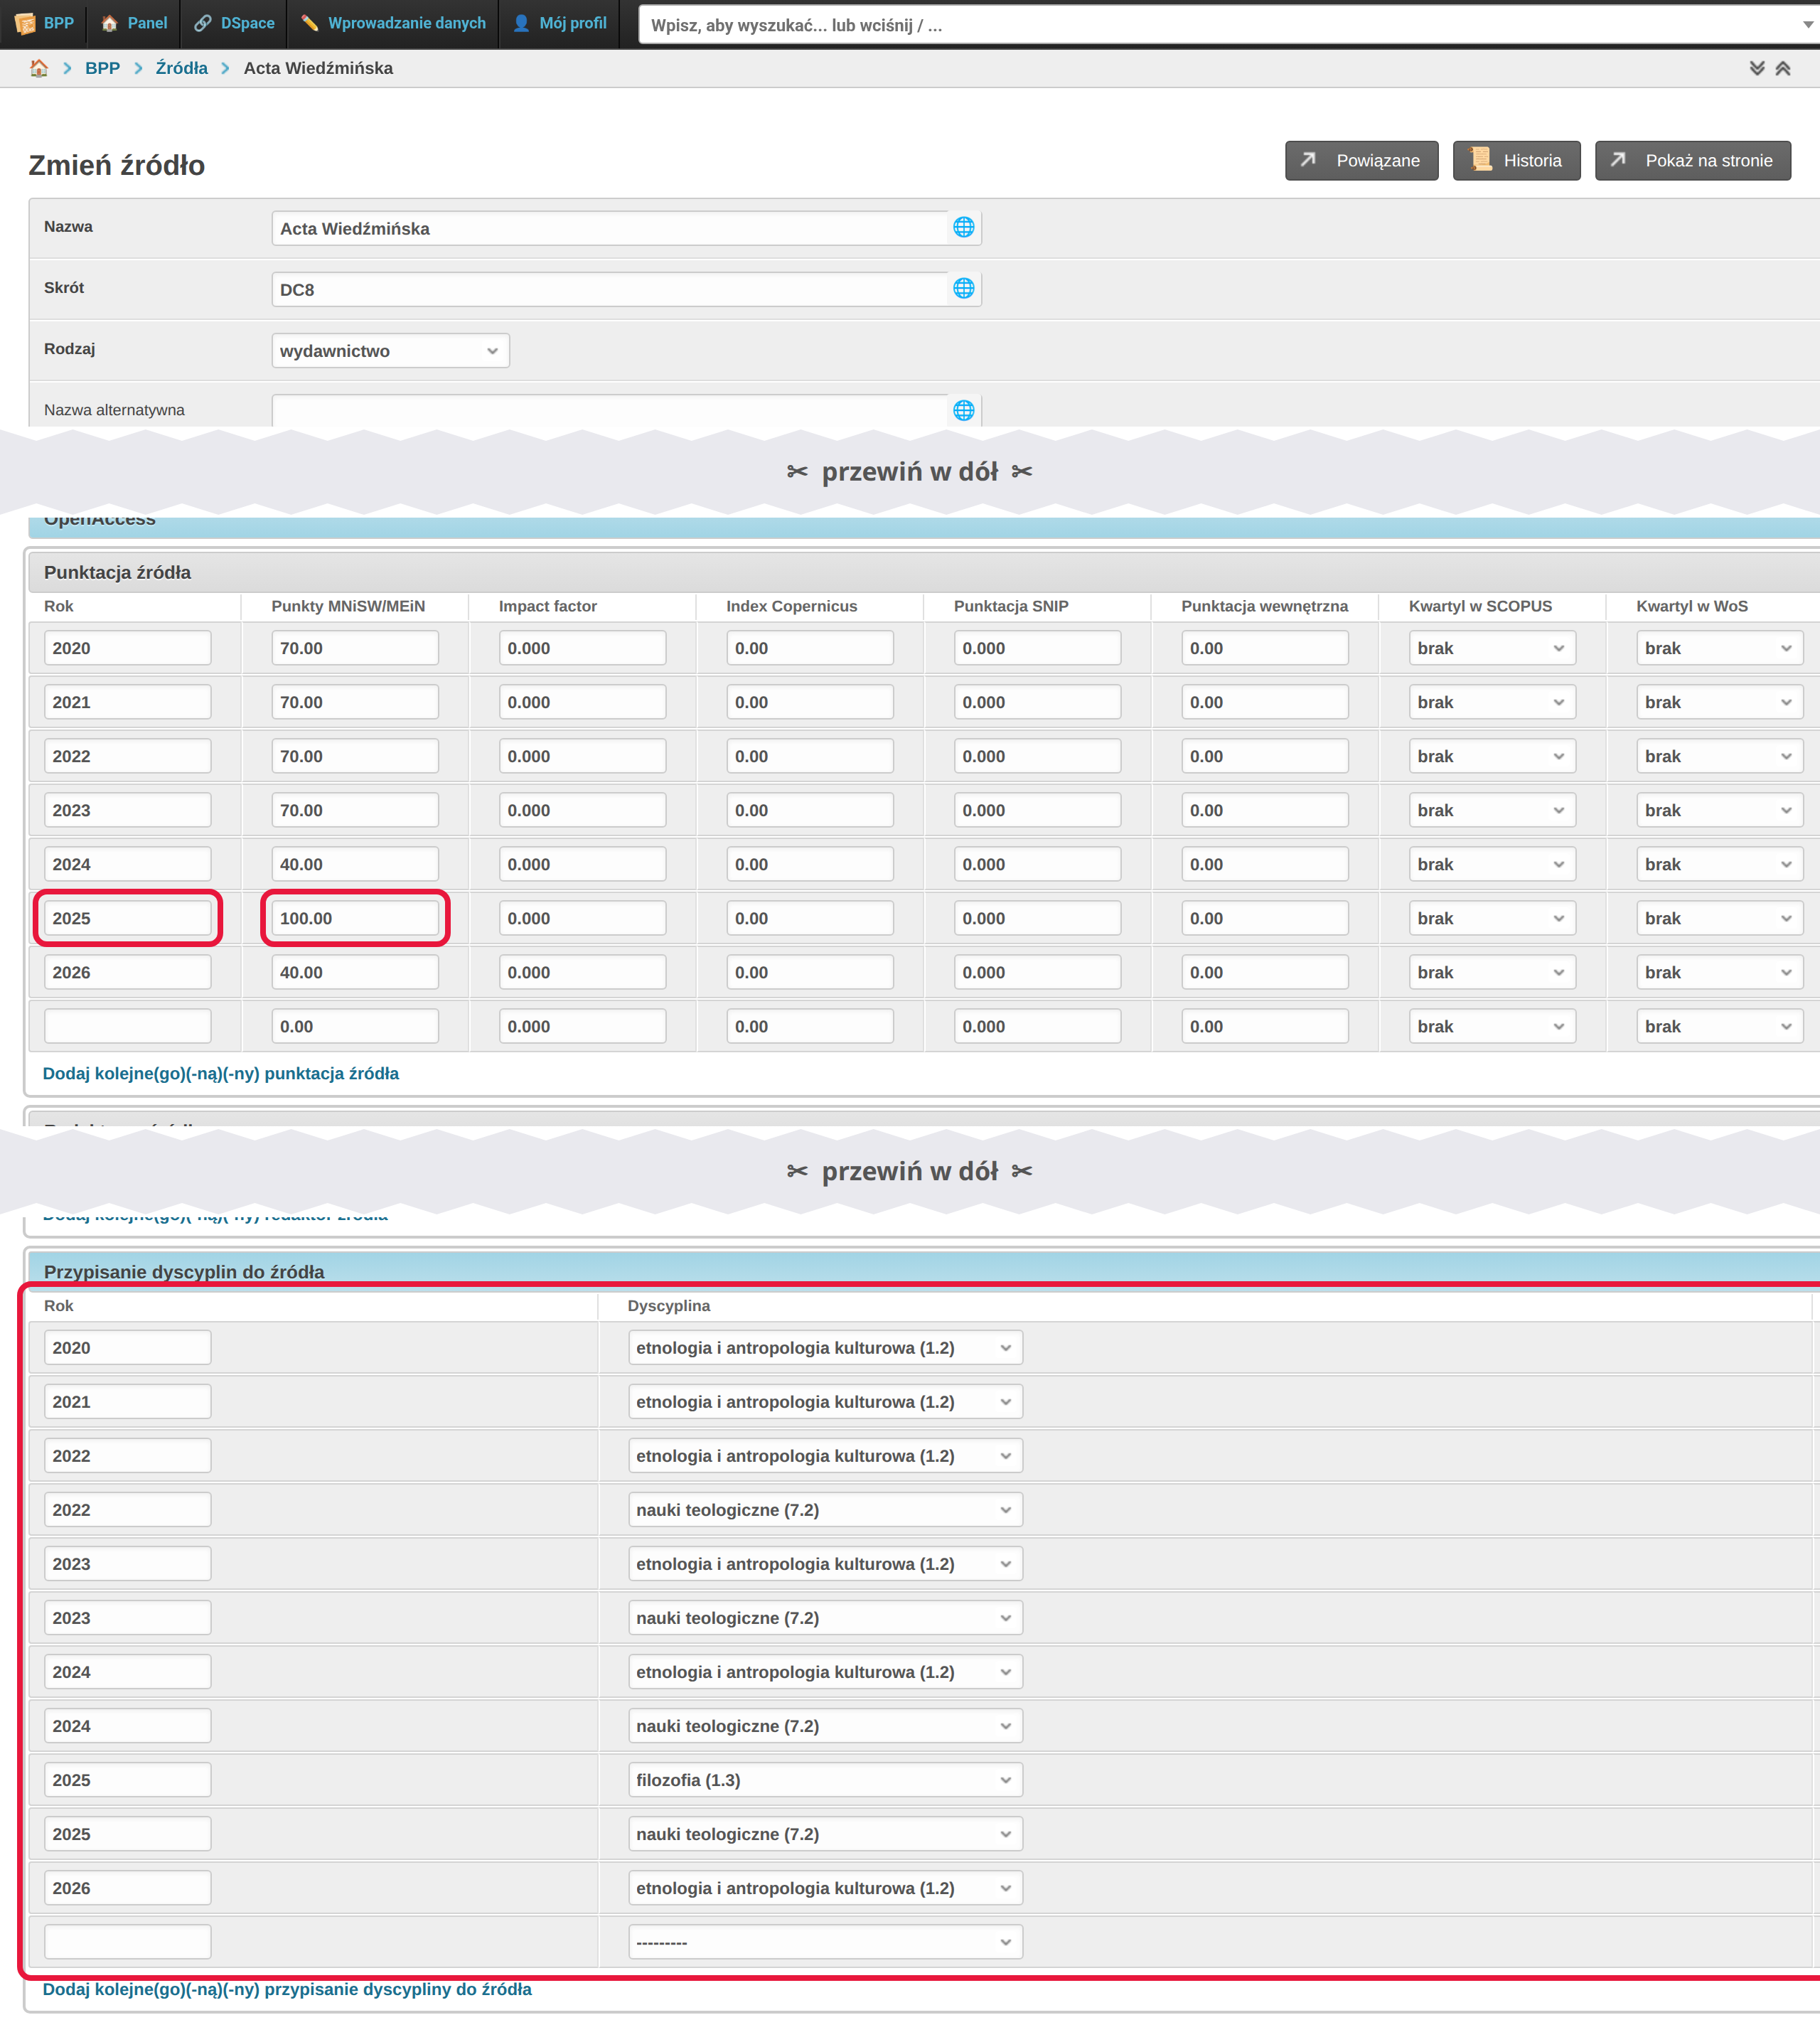 BPP Panel DSpace Wprowadzanie danych Mój profil Wpisz, aby wyszukać... lub wciśnij / ...
BPP Źródła Acta Wiedźmińska
Zmień źródło Powiązane Historia Pokaż na stronie
Nazwa Acta Wiedźmińska
Skrót DC8
Rodzaj wydawnictwo
Nazwa alternatywna
przewiń w dół
OpenAccess
Punktacja źródła
Rok Punkty MNiSW/MEiN Impact factor Index Copernicus Punktacja SNIP Punktacja wewnętrzna Kwartyl w SCOPUS Kwartyl w WoS
2020 70.00 0.000 0.00 0.000 0.00 brak brak
2021 70.00 0.000 0.00 0.000 0.00 brak brak
2022 70.00 0.000 0.00 0.000 0.00 brak brak
2023 70.00 0.000 0.00 0.000 0.00 brak brak
2024 40.00 0.000 0.00 0.000 0.00 brak brak
2025 100.00 0.000 0.00 0.000 0.00 brak brak
2026 40.00 0.000 0.00 0.000 0.00 brak brak
0.00 0.000 0.00 0.000 0.00 brak brak
Dodaj kolejne(go)(-ną)(-ny) punktacja źródła
przewiń w dół
Dodaj kolejne(go)(-ną)(-ny) redaktor źródła
Przypisanie dyscyplin do źródła
Rok Dyscyplina
2020 etnologia i antropologia kulturowa (1.2)
2021 etnologia i antropologia kulturowa (1.2)
2022 etnologia i antropologia kulturowa (1.2)
2022 nauki teologiczne (7.2)
2023 etnologia i antropologia kulturowa (1.2)
2023 nauki teologiczne (7.2)
2024 etnologia i antropologia kulturowa (1.2)
2024 nauki teologiczne (7.2)
2025 filozofia (1.3)
2025 nauki teologiczne (7.2)
2026 etnologia i antropologia kulturowa (1.2)
---------
Dodaj kolejne(go)(-ną)(-ny) przypisanie dyscypliny do źródła